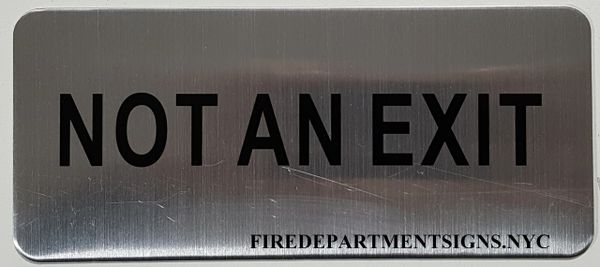 NOT AN EXIT
FIREDEPARTMENTSIGNS.NYC